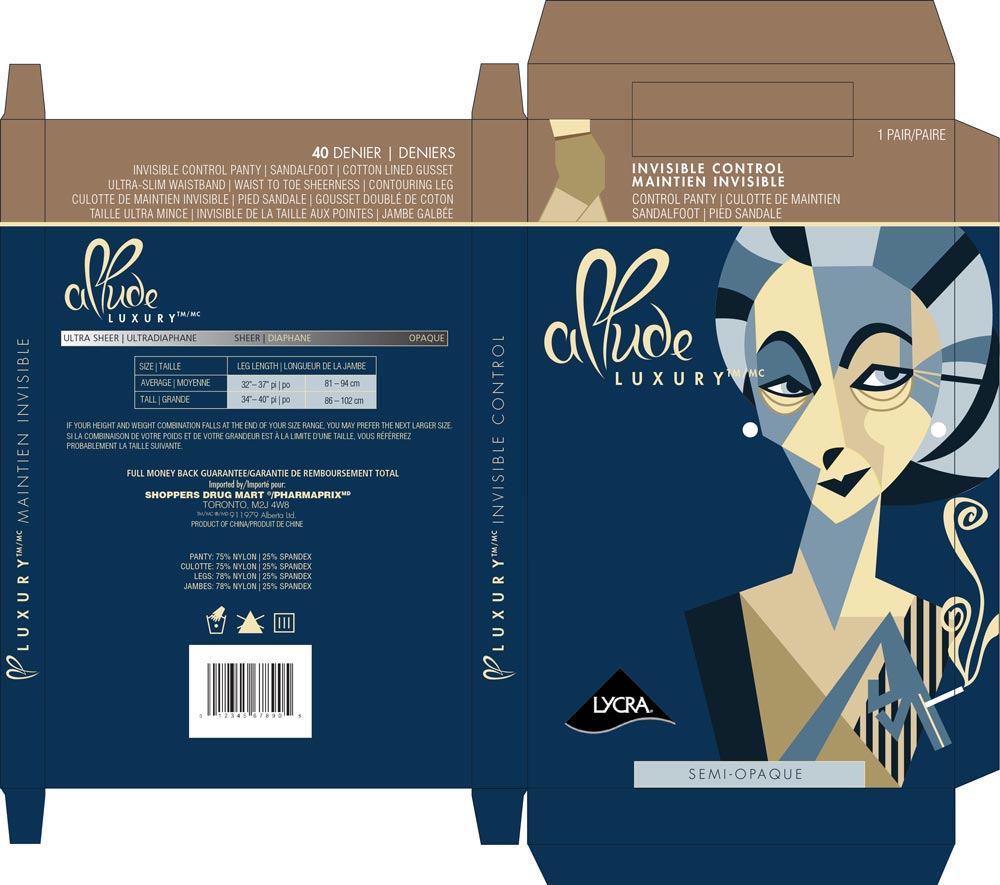 40 DENIER | DENIERS
INVISIBLE CONTROL PANTY | SANDALFOOT | COTTON LINED GUSSET
ULTRA-SLIM WAISTBAND | WAIST TO TOE SHEERNESS | CONTOURING LEG
CULOTTE DE MAINTIEN INVISIBLE | PIED SANDALE | GOUSSET DOUBLÉ DE COTON
TAILLE ULTRA MINCE | INVISIBLE DE LA TAILLE AUX POINTES | JAMBE GALBÉE
allude
LUXURY TM/MC
ULTRA SHEER | ULTRADIAPHANE SHEER | DIAPHANE OPAQUE
SIZE | TAILLE LEG LENGTH | LONGUEUR DE LA JAMBE
AVERAGE | MOYENNE 32"– 37" pi | po 81 – 94 cm
TALL | GRANDE 34"– 40" pi | po 86 – 102 cm
IF YOUR HEIGHT AND WEIGHT COMBINATION FALLS AT THE END OF YOUR SIZE RANGE, YOU MAY PREFER THE NEXT LARGER SIZE.
SI LA COMBINAISON DE VOTRE POIDS ET DE VOTRE GRANDEUR EST À LA LIMITE D'UNE TAILLE, VOUS RÉFÉREREZ
PROBABLEMENT LA TAILLE SUIVANTE.
FULL MONEY BACK GUARANTEE/GARANTIE DE REMBOURSEMENT TOTAL
Imported by/Importé pour:
SHOPPERS DRUG MART ®/PHARMAPRIX MD
TORONTO, M2J 4W8
TM/MC ®/MD 911979 Alberta Ltd.
PRODUCT OF CHINA/PRODUIT DE CHINE
PANTY: 75% NYLON | 25% SPANDEX
CULOTTE: 75% NYLON | 25% SPANDEX
LEGS: 78% NYLON | 25% SPANDEX
JAMBES: 78% NYLON | 25% SPANDEX
0 12345 67890 5
LUXURY TM/MC MAINTIEN INVISIBLE
LUXURY TM/MC INVISIBLE CONTROL
1 PAIR/PAIRE
INVISIBLE CONTROL
MAINTIEN INVISIBLE
CONTROL PANTY | CULOTTE DE MAINTIEN
SANDALFOOT | PIED SANDALE
allude
LUXURY TM/MC
LYCRA®
SEMI-OPAQUE